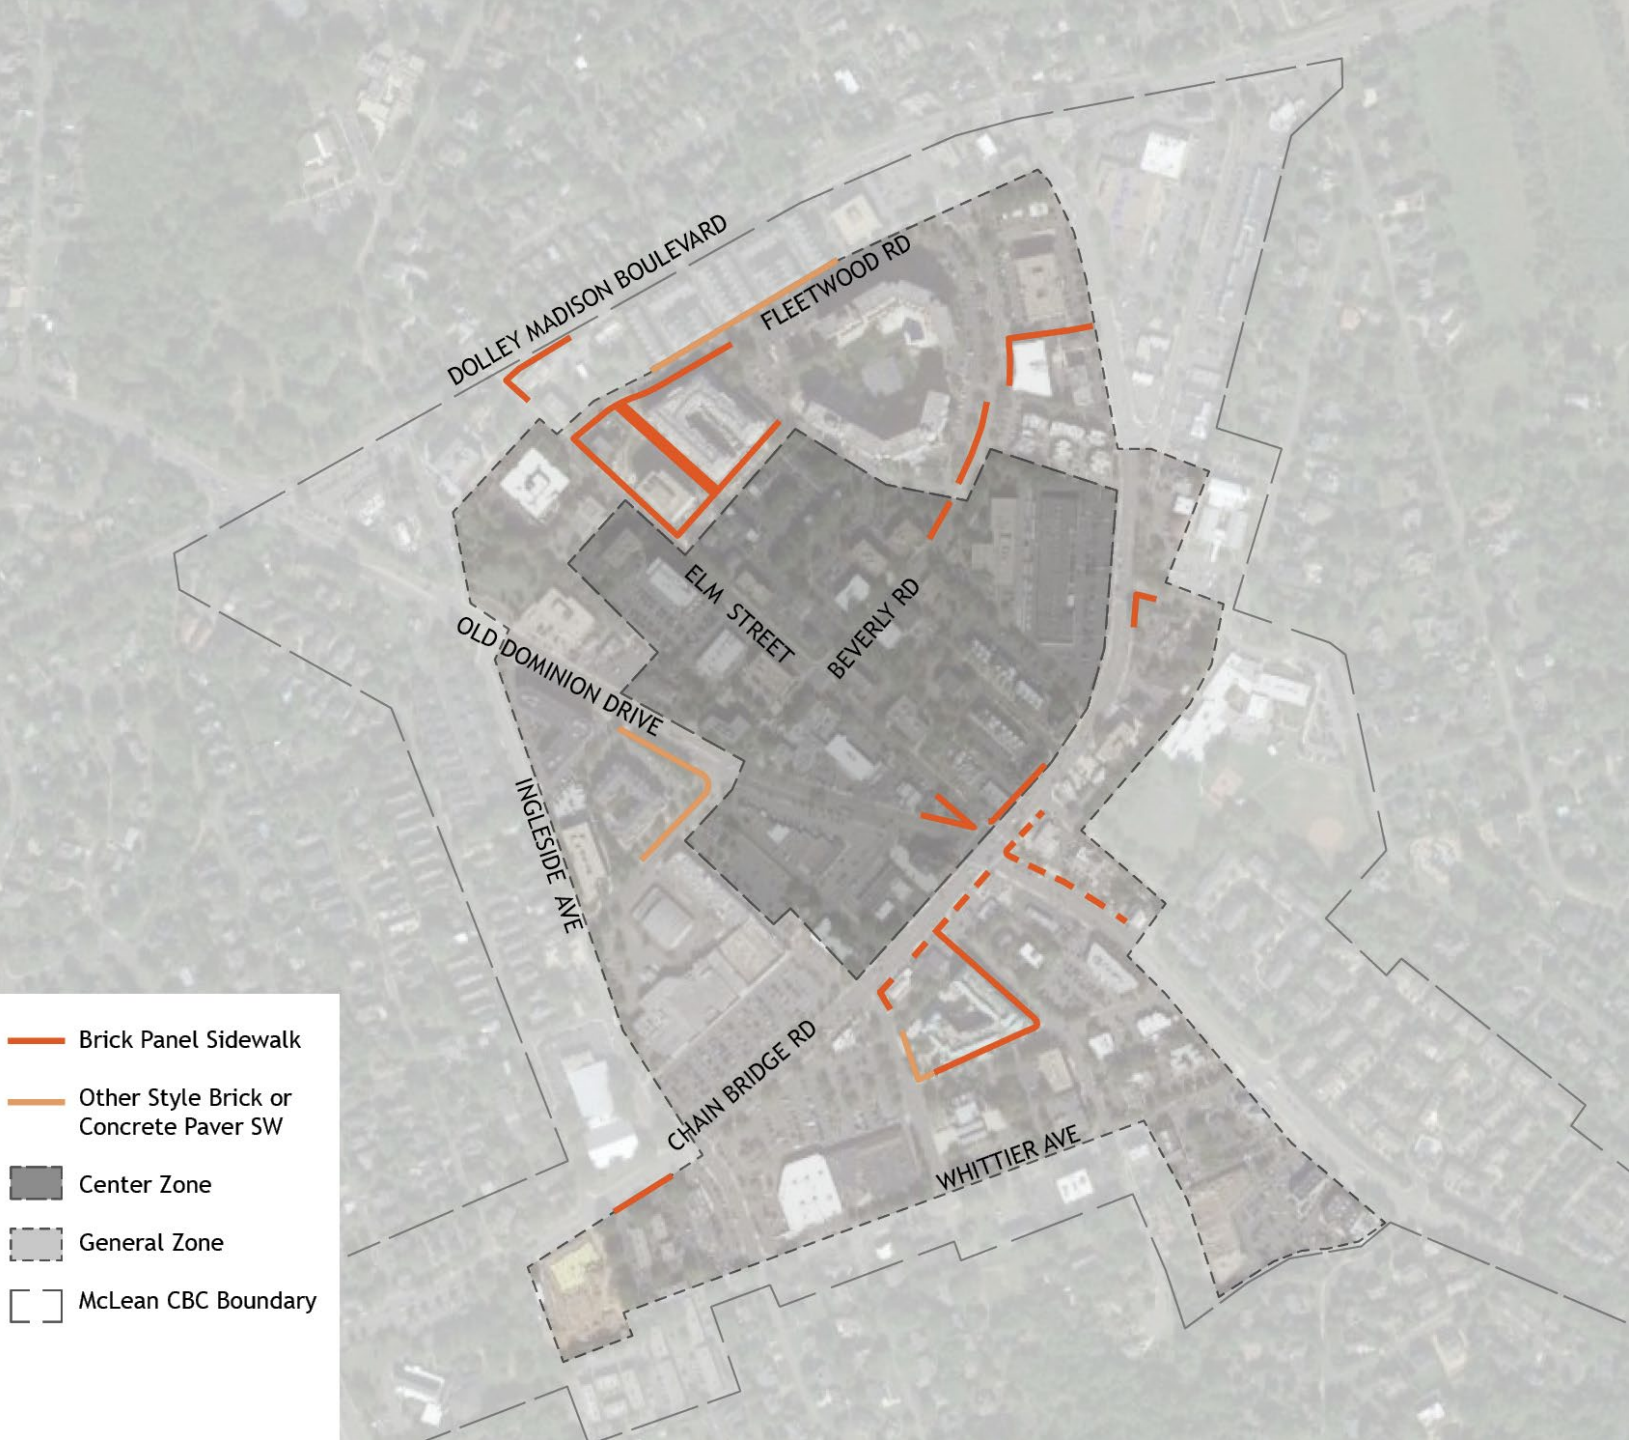 DOLLEY MADISON BOULEVARD
FLEETWOOD RD
ELM STREET
BEVERLY RD
OLD DOMINION DRIVE
INGLESIDE AVE
CHAIN BRIDGE RD
WHITTIER AVE
Brick Panel Sidewalk
Other Style Brick or
Concrete Paver SW
Center Zone
General Zone
McLean CBC Boundary